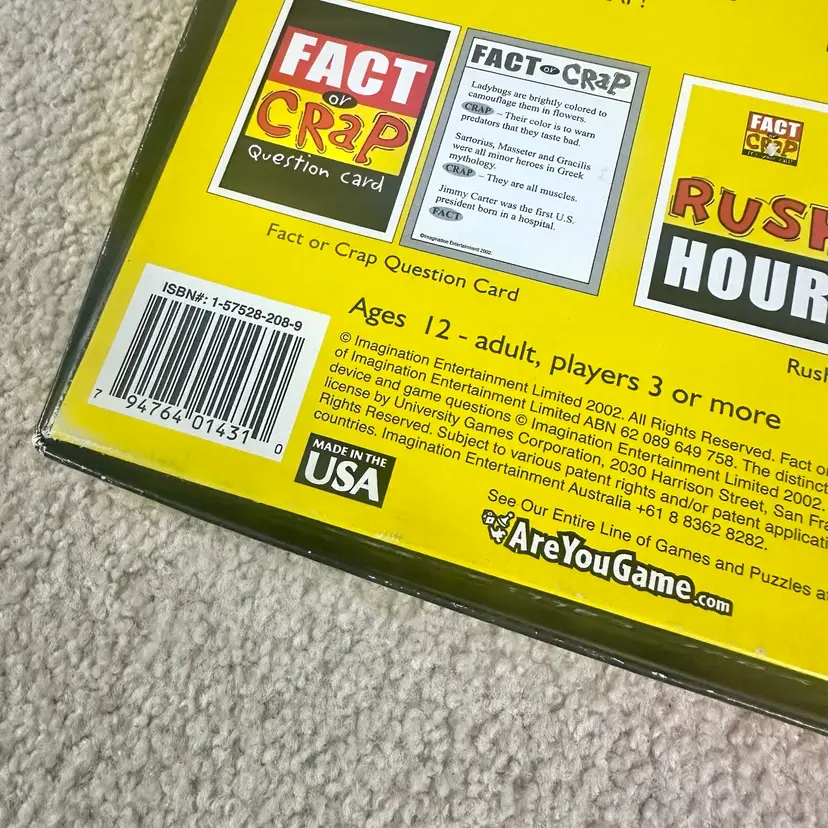 FACT
or
CRaP
Question card
FACT or CRaP
Ladybugs are brightly colored to
camouflage them in flowers.
CRAP – Their color is to warn
predators that they taste bad.
Sartorius, Masseter and Gracilis
were all minor heroes in Greek
mythology.
CRAP – They are all muscles.
Jimmy Carter was the first U.S.
president born in a hospital.
FACT
©Imagination Entertainment 2002.
FACT
or
CRaP
RUSH
HOUR
Fact or Crap Question Card
Rush
ISBN#: 1-57528-208-9
7 94764 01431 0
Ages 12 - adult, players 3 or more
© Imagination Entertainment Limited 2002. All Rights Reserved. Fact or
of Imagination Entertainment Limited ABN 62 089 649 758. The distinct
device and game questions © Imagination Entertainment Limited 2002.
license by University Games Corporation, 2030 Harrison Street, San Fra
Rights Reserved. Subject to various patent rights and/or patent applicati
countries. Imagination Entertainment Australia +61 8 8362 8282.
MADE IN THE
USA
See Our Entire Line of Games and Puzzles at
AreYouGame.com